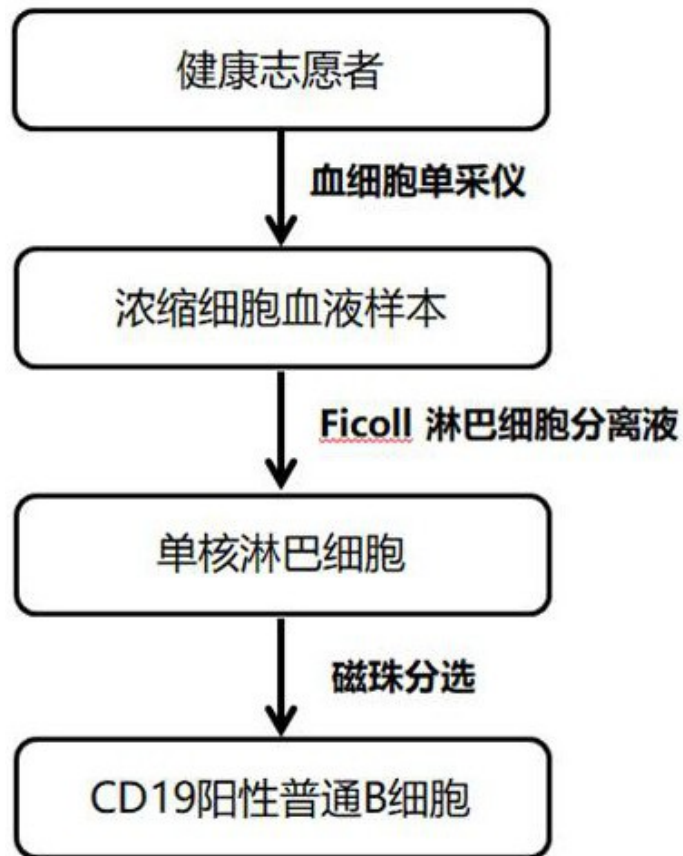 健康志愿者
血细胞单采仪
浓缩细胞血液样本
Ficoll 淋巴细胞分离液
单核淋巴细胞
磁珠分选
CD19阳性普通B细胞